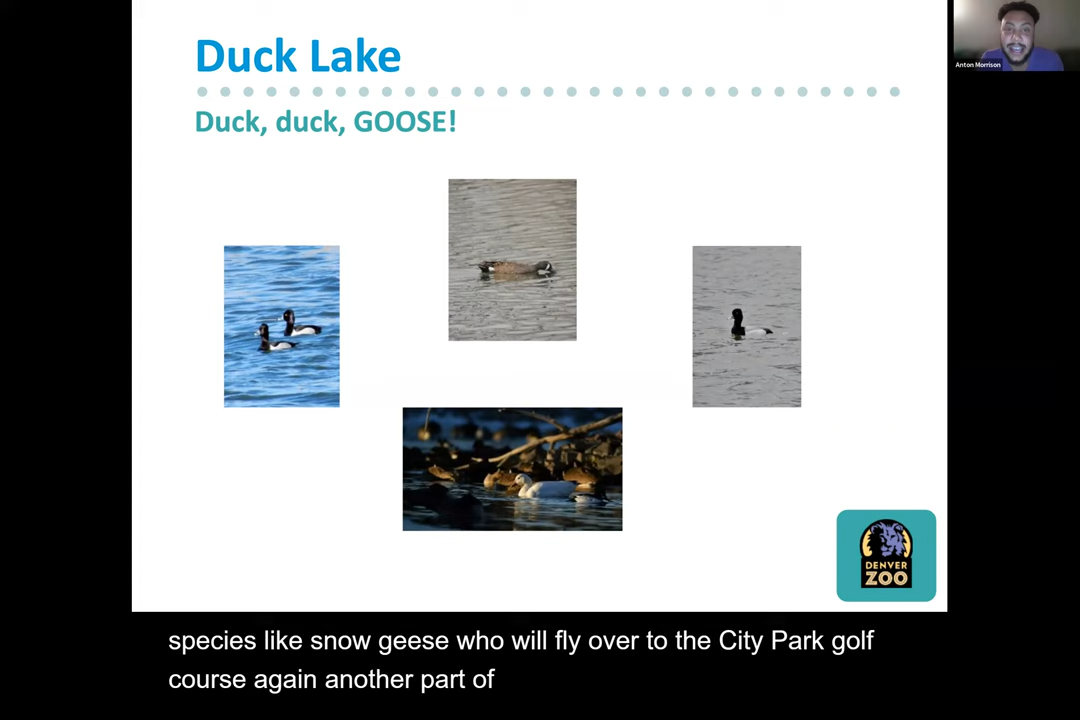 Duck Lake
Anton Morrison
Duck, duck, GOOSE!
DENVER
ZOO
species like snow geese who will fly over to the City Park golf
course again another part of